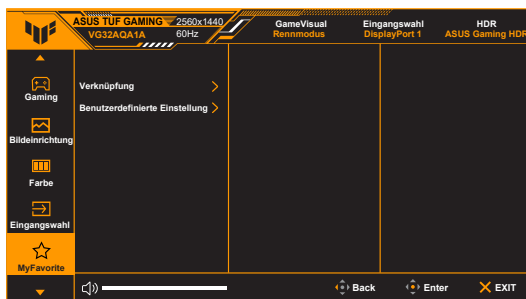 ASUS TUF GAMING 2560x1440
VG32AQA1A 60Hz
GameVisual
Rennmodus
Eingangswahl
DisplayPort 1
HDR
ASUS Gaming HDR
Gaming
Bildeinrichtung
Farbe
Eingangswahl
MyFavorite
Verknüpfung
Benutzerdefinierte Einstellung
Back
Enter
EXIT